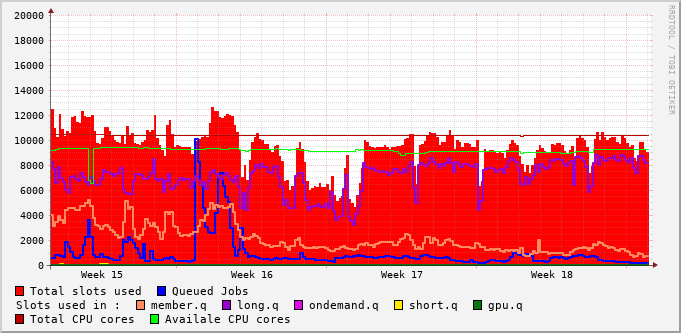 20000
18000
16000
14000
12000
10000
8000
6000
4000
2000
0
Week 15 Week 16 Week 17 Week 18
Total slots used Queued Jobs
Slots used in : member.q long.q ondemand.q short.q gpu.q
Total CPU cores Availale CPU cores
RRDTOOL / TOBI OETIKER